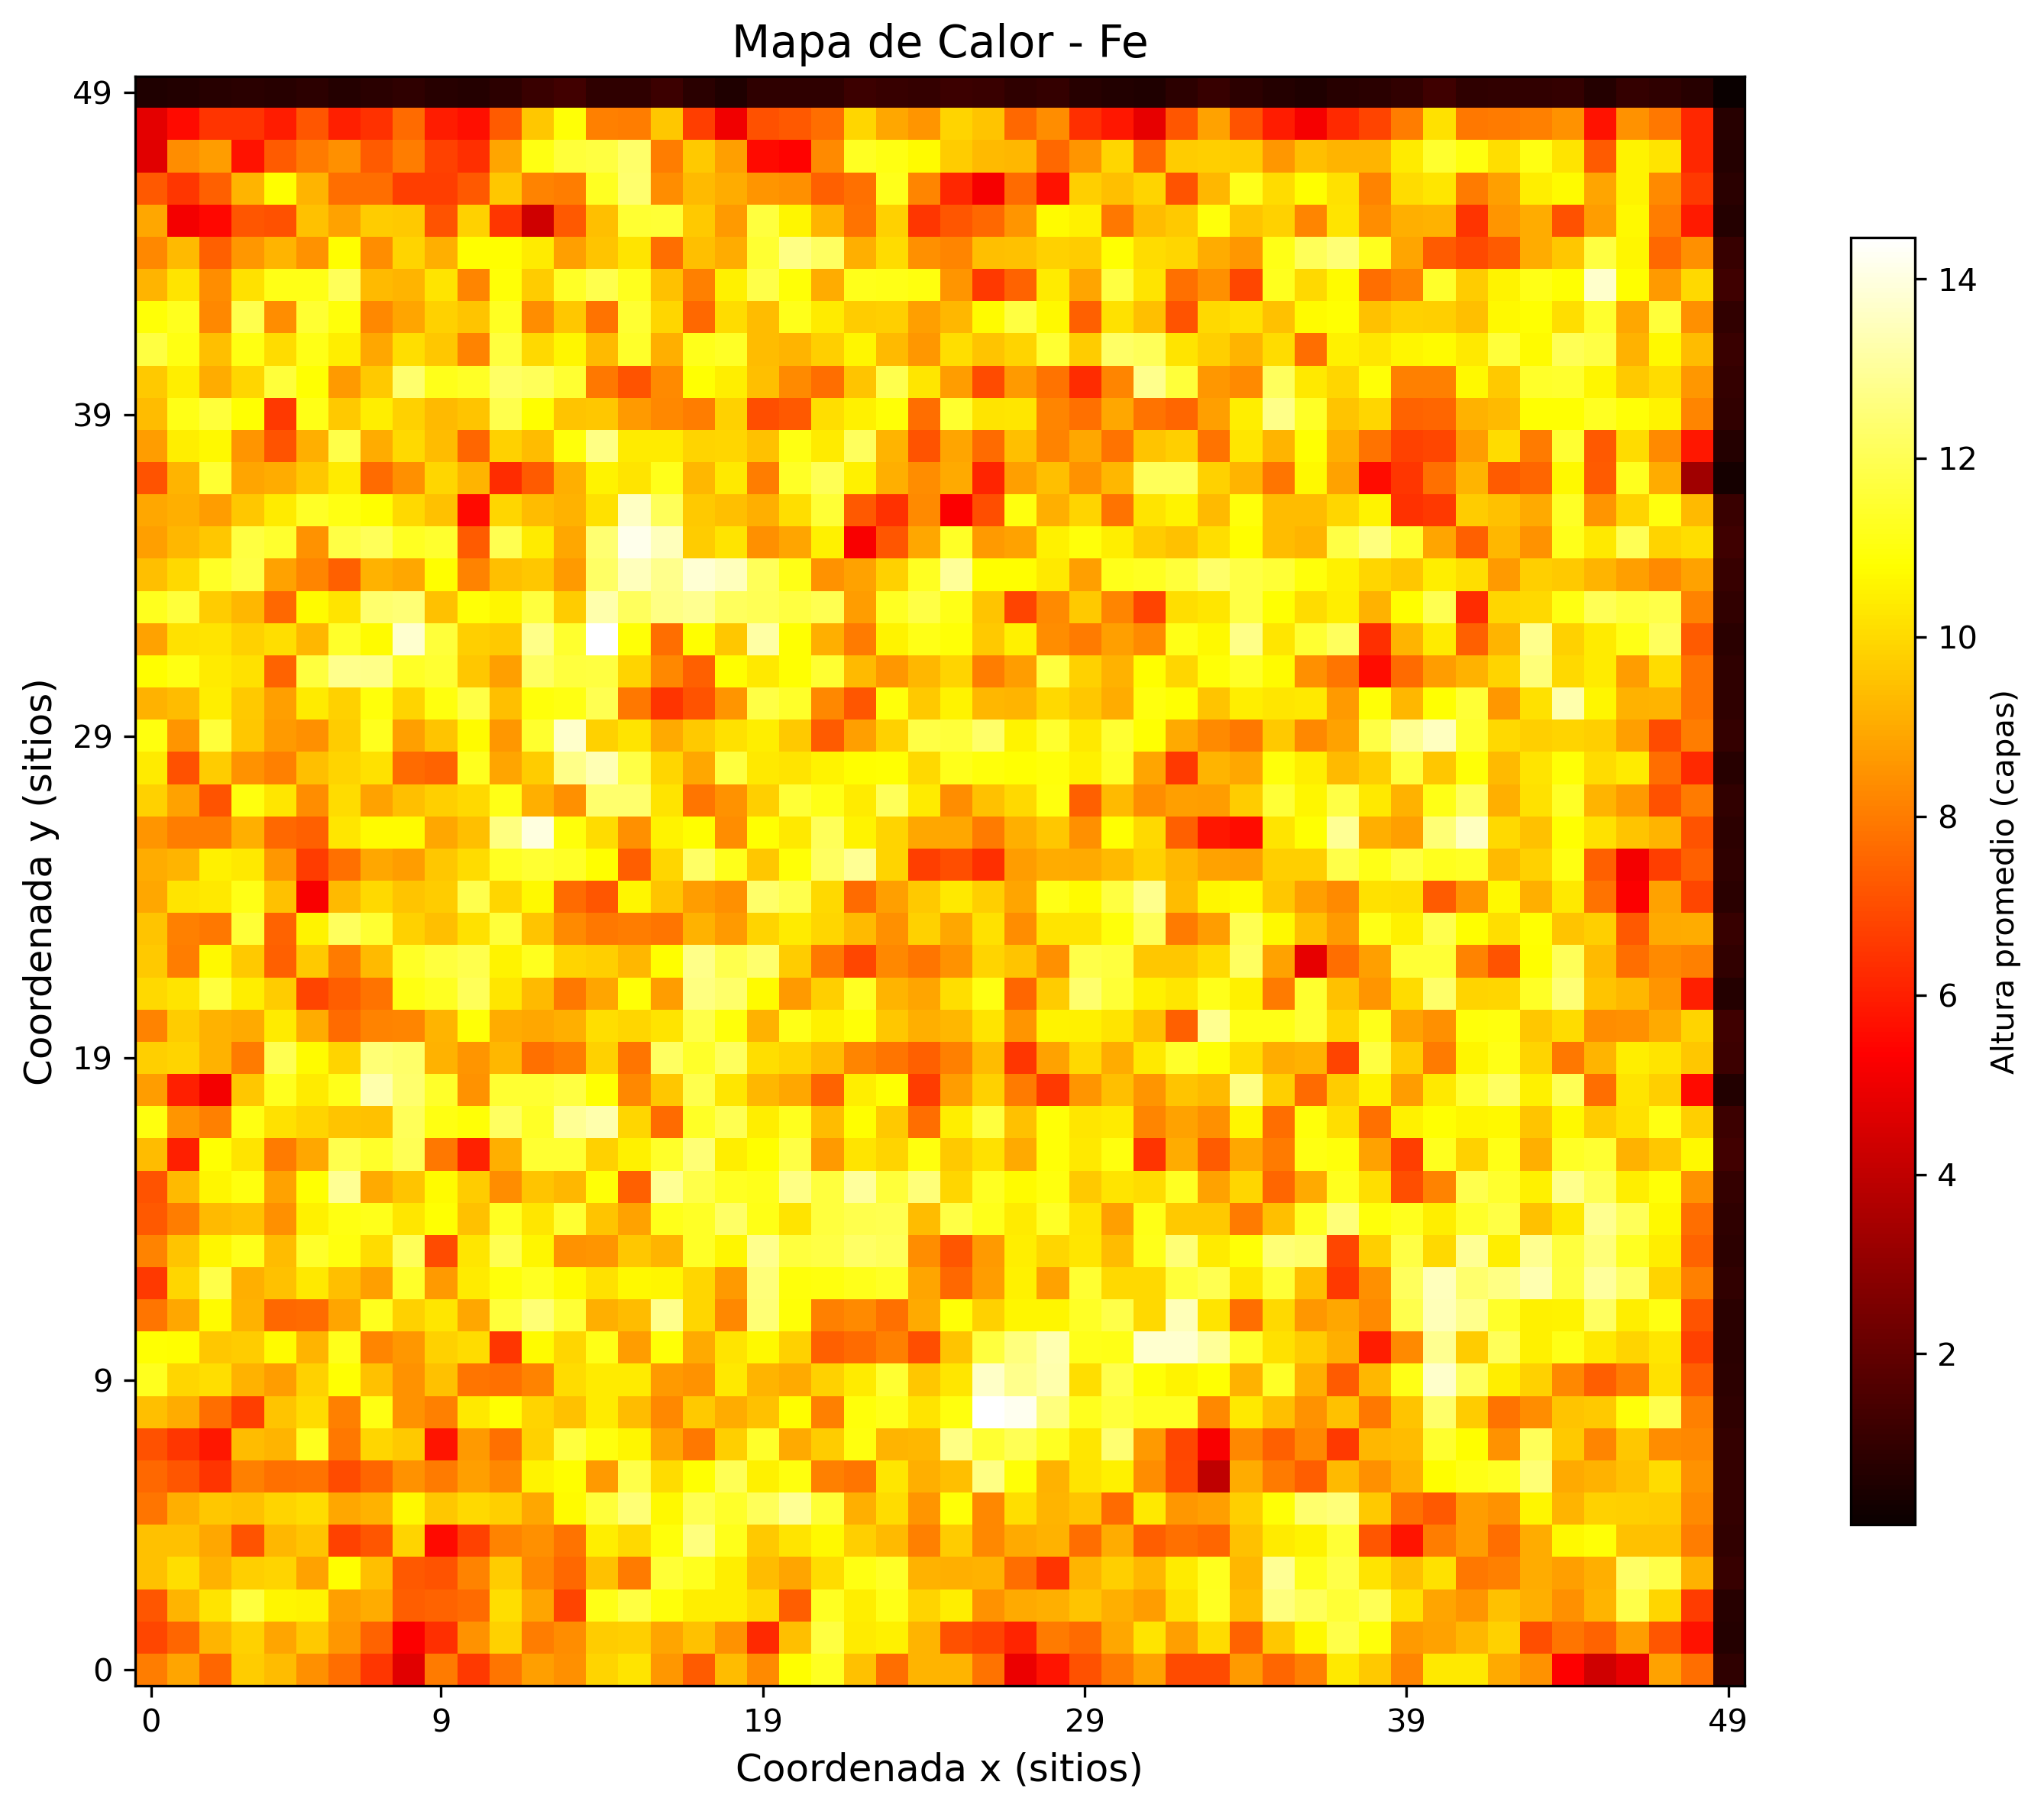 Mapa de Calor - Fe
49
39
29
19
9
0
Coordenada y (sitios)
0 9 19 29 39 49
Coordenada x (sitios)
14
12
10
8
6
4
2
Altura promedio (capas)